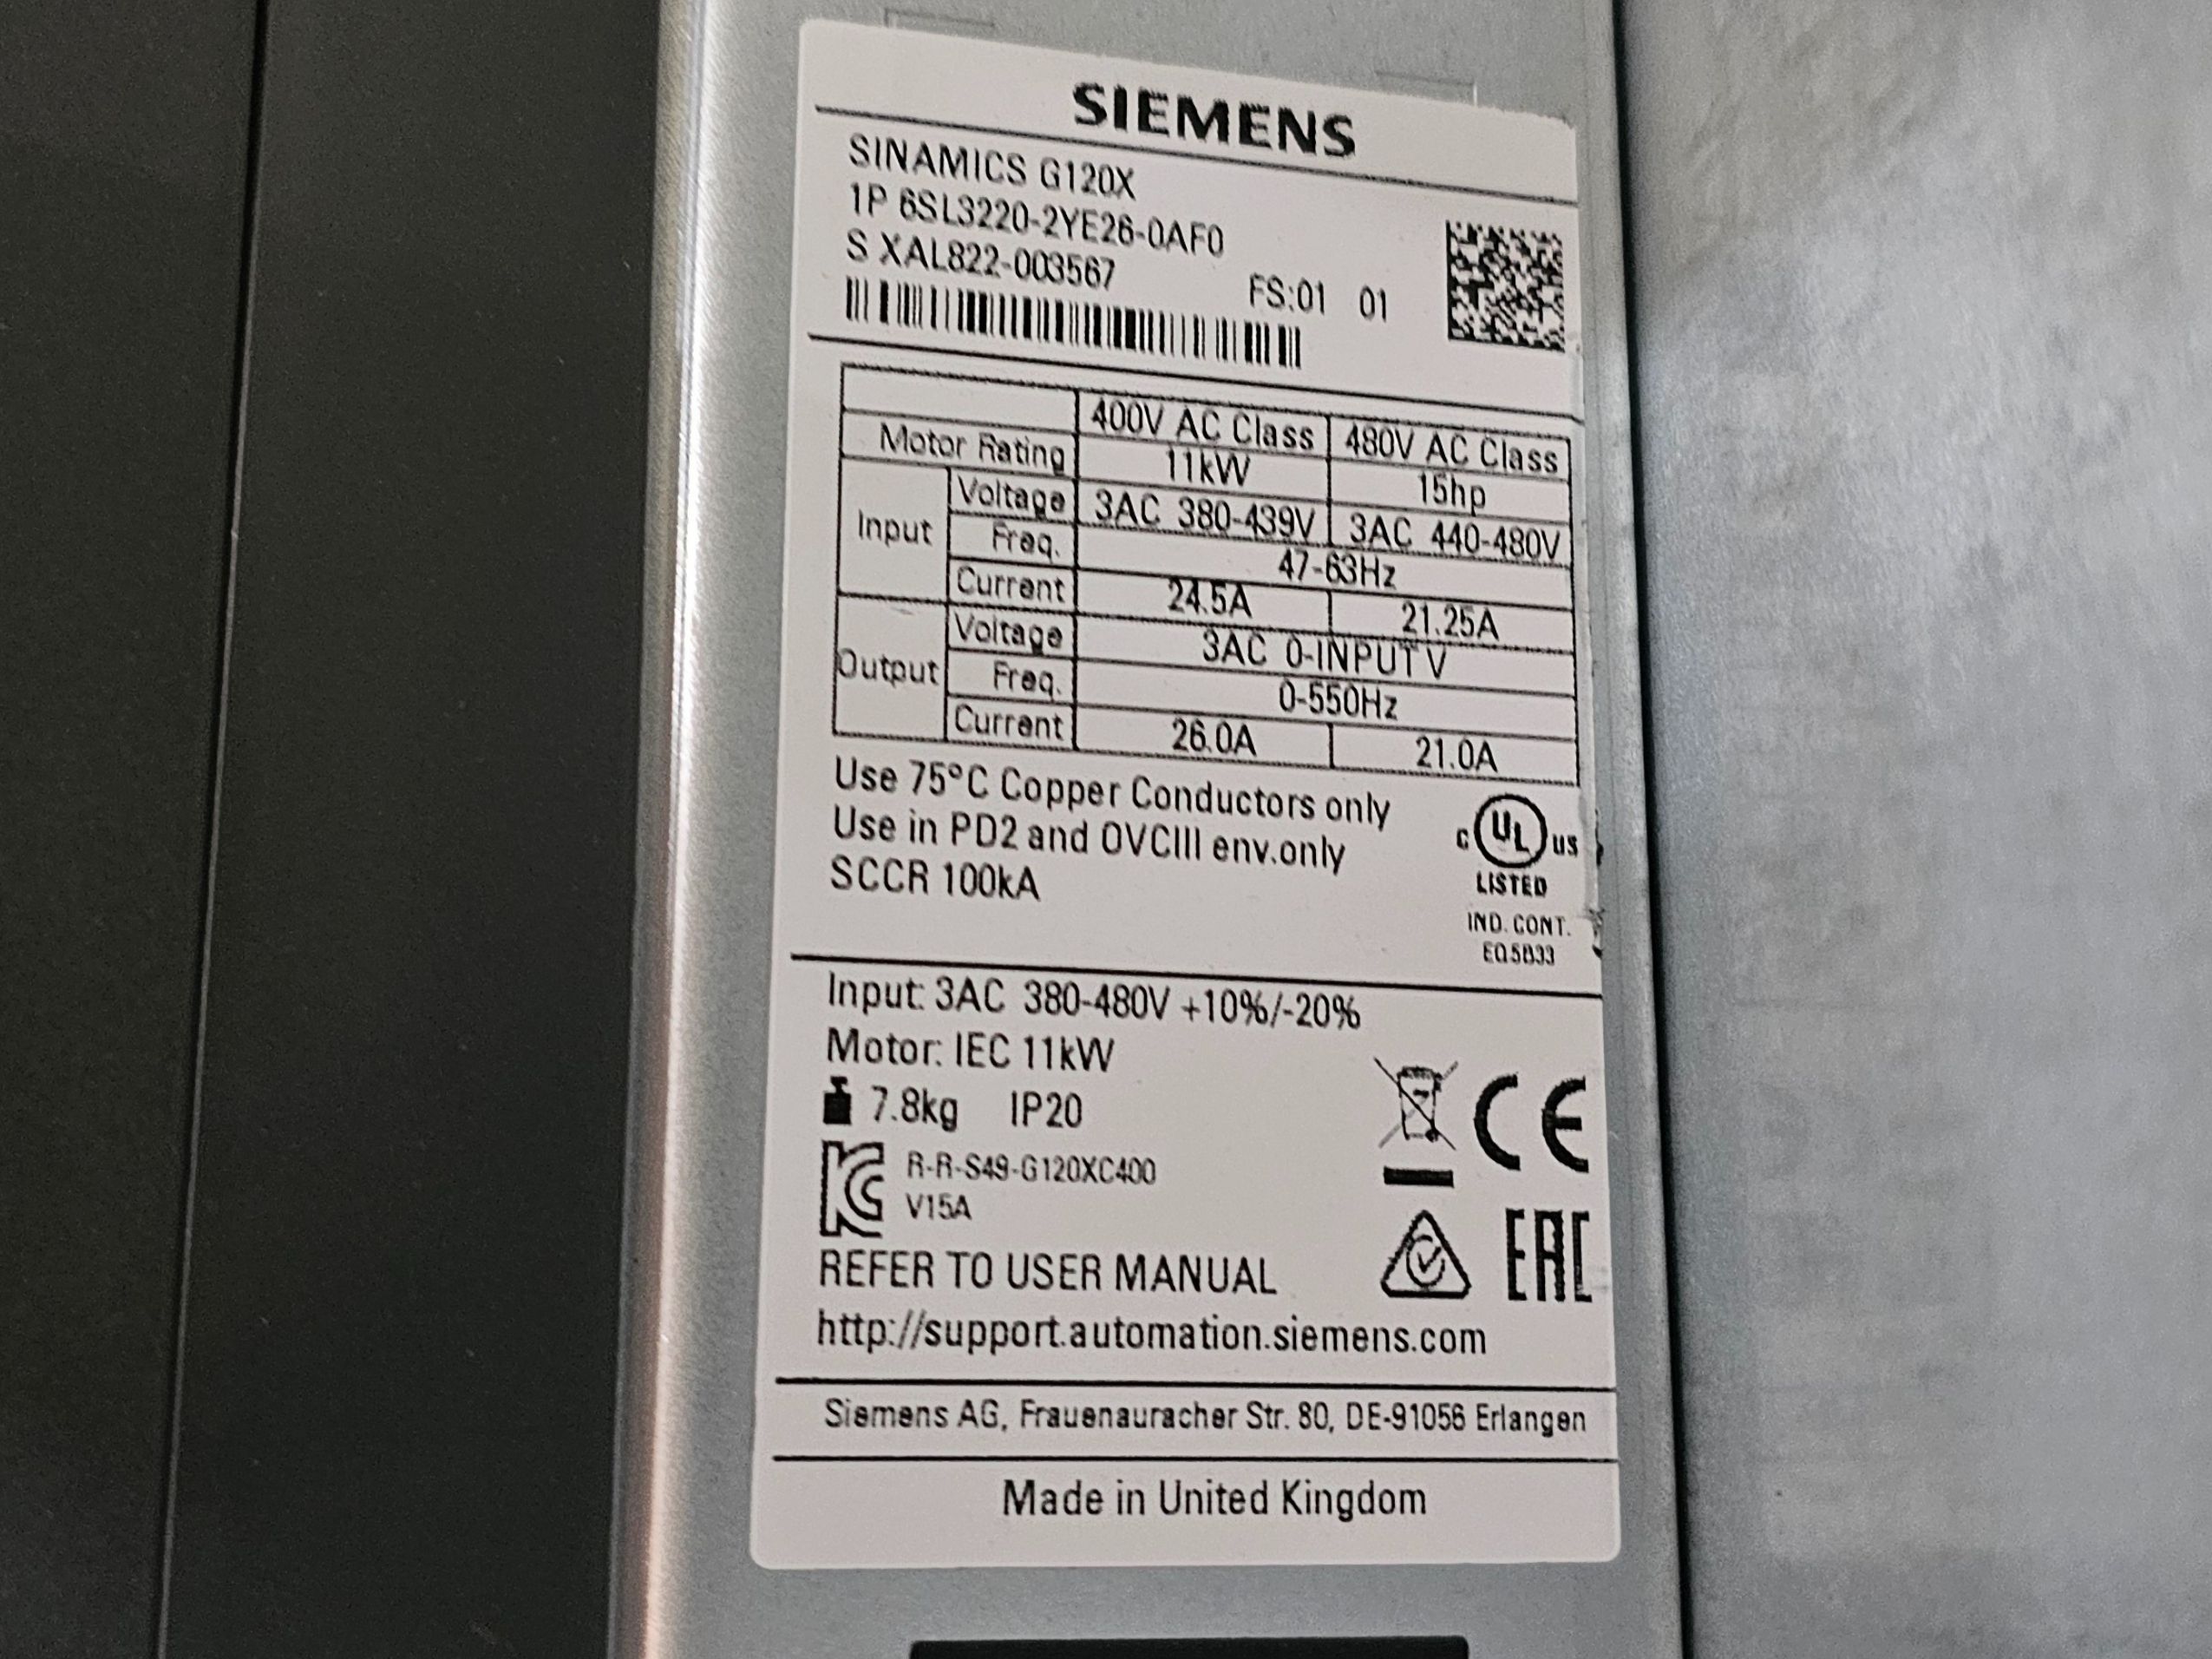 SIEMENS
SINAMICS G120X
1P 6SL3220-2YE26-0AF0
S XAL822-003567
FS:01 01
400V AC Class 480V AC Class
Motor Rating 11kW 15hp
Input Voltage 3AC 380-439V 3AC 440-480V
Freq. 47-63Hz
Current 24.5A 21.25A
Output Voltage 3AC 0-INPUT V
Freq. 0-550Hz
Current 26.0A 21.0A
Use 75°C Copper Conductors only
Use in PD2 and OVCIII env.only
SCCR 100kA
C UL US
LISTED
IND. CONT.
EQ 5B33
Input: 3AC 380-480V +10%/-20%
Motor: IEC 11kW
7.8kg IP20
CE
R-R-S49-G120XC400
V15A
EAC
REFER TO USER MANUAL
http://support.automation.siemens.com
Siemens AG, Frauenauracher Str. 80, DE-91056 Erlangen
Made in United Kingdom